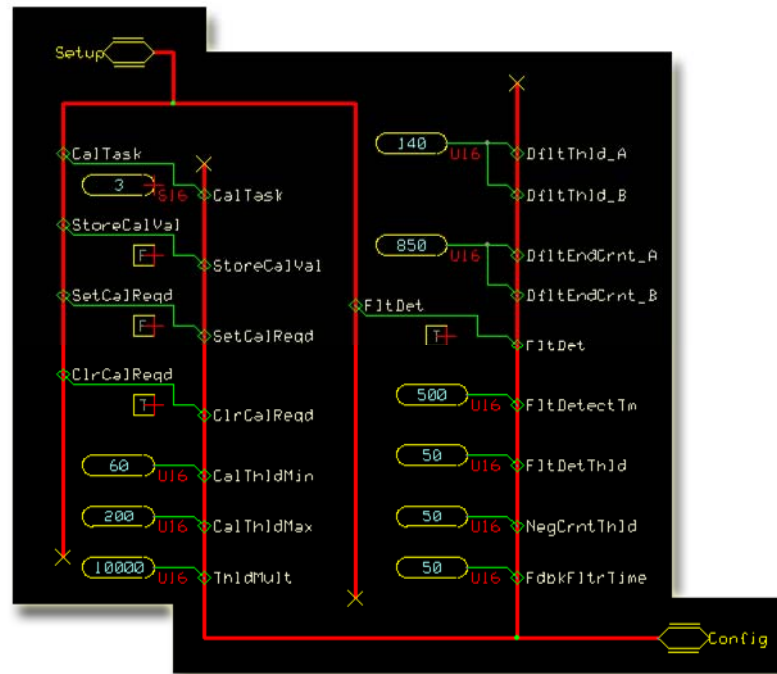 Setup
CalTask
3
S16
CalTask
StoreCalVal
F
StoreCalVal
SetCalReqd
F
SetCalReqd
ClrCalReqd
T
ClrCalReqd
60
U16
CalThldMin
200
U16
CalThldMax
10000
U16
ThldMult
140
U16
DfltThld_A
DfltThld_B
850
U16
DfltEndCrnt_A
DfltEndCrnt_B
FltDet
T
FltDet
500
U16
FltDetectTm
50
U16
FltDetThld
50
U16
NegCrntThld
50
U16
FdbkFltrTime
Config